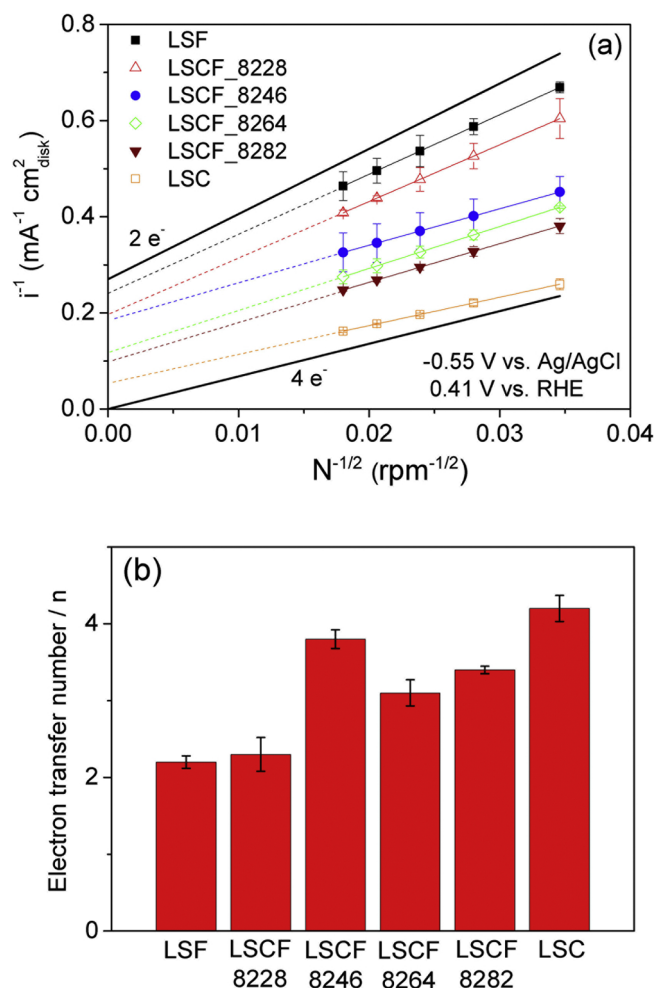 (a)
LSF
LSCF_8228
LSCF_8246
LSCF_8264
LSCF_8282
LSC
2 e-
4 e-
-0.55 V vs. Ag/AgCl
0.41 V vs. RHE
0.8
0.6
0.4
0.2
0.0
i⁻¹ (mA⁻¹ cm²disk)
0.00 0.01 0.02 0.03 0.04
N⁻¹/² (rpm⁻¹/²)
(b)
Electron transfer number / n
4
2
0
LSF LSCF LSCF LSCF LSCF LSC
8228 8246 8264 8282